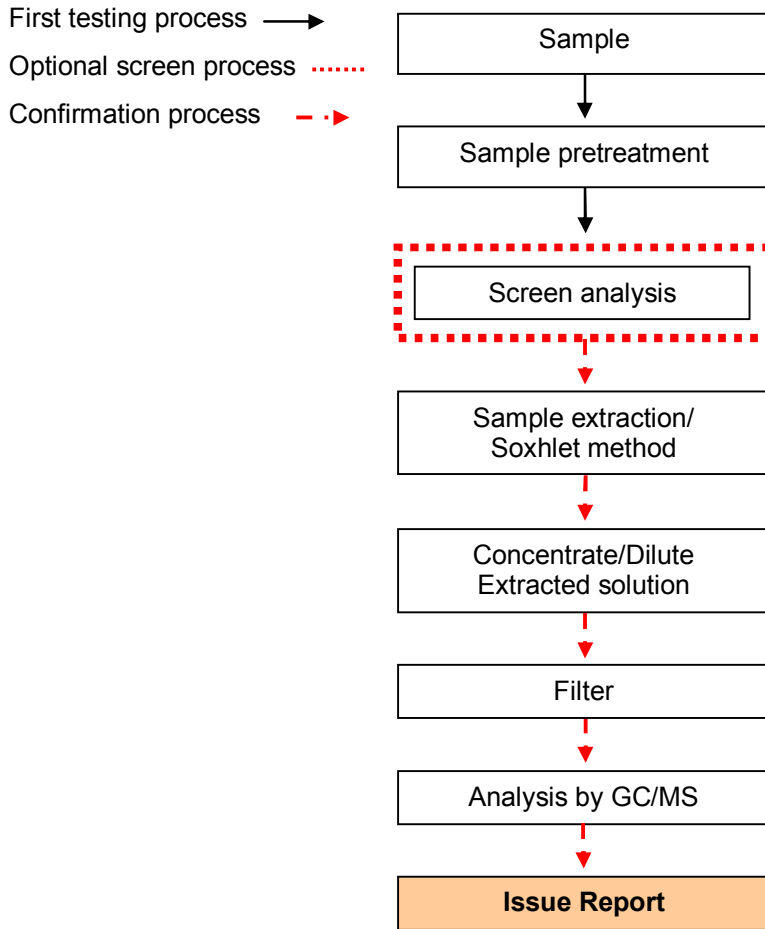 First testing process
Optional screen process
Confirmation process
Sample
Sample pretreatment
Screen analysis
Sample extraction/
Soxhlet method
Concentrate/Dilute
Extracted solution
Filter
Analysis by GC/MS
Issue Report